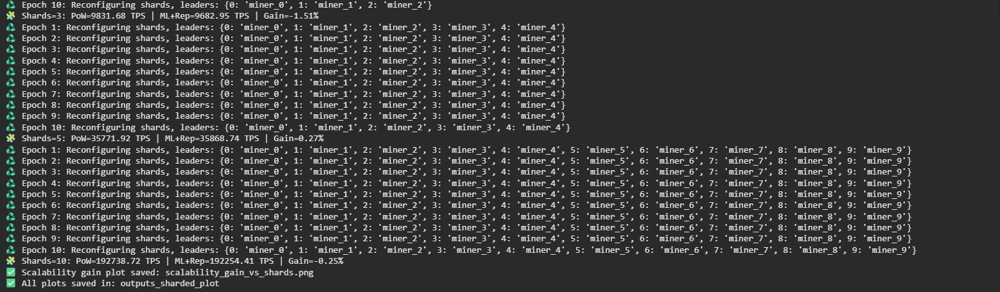 ♻️ Epoch 10: Reconfiguring shards, leaders: {0: 'miner_0', 1: 'miner_1', 2: 'miner_2'}
🧩 Shards=3: PoW=9831.68 TPS | ML+Rep=9682.95 TPS | Gain=-1.51%
♻️ Epoch 1: Reconfiguring shards, leaders: {0: 'miner_0', 1: 'miner_1', 2: 'miner_2', 3: 'miner_3', 4: 'miner_4'}
♻️ Epoch 2: Reconfiguring shards, leaders: {0: 'miner_0', 1: 'miner_1', 2: 'miner_2', 3: 'miner_3', 4: 'miner_4'}
♻️ Epoch 3: Reconfiguring shards, leaders: {0: 'miner_0', 1: 'miner_1', 2: 'miner_2', 3: 'miner_3', 4: 'miner_4'}
♻️ Epoch 4: Reconfiguring shards, leaders: {0: 'miner_0', 1: 'miner_1', 2: 'miner_2', 3: 'miner_3', 4: 'miner_4'}
♻️ Epoch 5: Reconfiguring shards, leaders: {0: 'miner_0', 1: 'miner_1', 2: 'miner_2', 3: 'miner_3', 4: 'miner_4'}
♻️ Epoch 6: Reconfiguring shards, leaders: {0: 'miner_0', 1: 'miner_1', 2: 'miner_2', 3: 'miner_3', 4: 'miner_4'}
♻️ Epoch 7: Reconfiguring shards, leaders: {0: 'miner_0', 1: 'miner_1', 2: 'miner_2', 3: 'miner_3', 4: 'miner_4'}
♻️ Epoch 8: Reconfiguring shards, leaders: {0: 'miner_0', 1: 'miner_1', 2: 'miner_2', 3: 'miner_3', 4: 'miner_4'}
♻️ Epoch 9: Reconfiguring shards, leaders: {0: 'miner_0', 1: 'miner_1', 2: 'miner_2', 3: 'miner_3', 4: 'miner_4'}
♻️ Epoch 10: Reconfiguring shards, leaders: {0: 'miner_0', 1: 'miner_1', 2: 'miner_2', 3: 'miner_3', 4: 'miner_4'}
🧩 Shards=5: PoW=35771.92 TPS | ML+Rep=35868.74 TPS | Gain=0.27%
♻️ Epoch 1: Reconfiguring shards, leaders: {0: 'miner_0', 1: 'miner_1', 2: 'miner_2', 3: 'miner_3', 4: 'miner_4', 5: 'miner_5', 6: 'miner_6', 7: 'miner_7', 8: 'miner_8', 9: 'miner_9'}
♻️ Epoch 2: Reconfiguring shards, leaders: {0: 'miner_0', 1: 'miner_1', 2: 'miner_2', 3: 'miner_3', 4: 'miner_4', 5: 'miner_5', 6: 'miner_6', 7: 'miner_7', 8: 'miner_8', 9: 'miner_9'}
♻️ Epoch 3: Reconfiguring shards, leaders: {0: 'miner_0', 1: 'miner_1', 2: 'miner_2', 3: 'miner_3', 4: 'miner_4', 5: 'miner_5', 6: 'miner_6', 7: 'miner_7', 8: 'miner_8', 9: 'miner_9'}
♻️ Epoch 4: Reconfiguring shards, leaders: {0: 'miner_0', 1: 'miner_1', 2: 'miner_2', 3: 'miner_3', 4: 'miner_4', 5: 'miner_5', 6: 'miner_6', 7: 'miner_7', 8: 'miner_8', 9: 'miner_9'}
♻️ Epoch 5: Reconfiguring shards, leaders: {0: 'miner_0', 1: 'miner_1', 2: 'miner_2', 3: 'miner_3', 4: 'miner_4', 5: 'miner_5', 6: 'miner_6', 7: 'miner_7', 8: 'miner_8', 9: 'miner_9'}
♻️ Epoch 6: Reconfiguring shards, leaders: {0: 'miner_0', 1: 'miner_1', 2: 'miner_2', 3: 'miner_3', 4: 'miner_4', 5: 'miner_5', 6: 'miner_6', 7: 'miner_7', 8: 'miner_8', 9: 'miner_9'}
♻️ Epoch 7: Reconfiguring shards, leaders: {0: 'miner_0', 1: 'miner_1', 2: 'miner_2', 3: 'miner_3', 4: 'miner_4', 5: 'miner_5', 6: 'miner_6', 7: 'miner_7', 8: 'miner_8', 9: 'miner_9'}
♻️ Epoch 8: Reconfiguring shards, leaders: {0: 'miner_0', 1: 'miner_1', 2: 'miner_2', 3: 'miner_3', 4: 'miner_4', 5: 'miner_5', 6: 'miner_6', 7: 'miner_7', 8: 'miner_8', 9: 'miner_9'}
♻️ Epoch 9: Reconfiguring shards, leaders: {0: 'miner_0', 1: 'miner_1', 2: 'miner_2', 3: 'miner_3', 4: 'miner_4', 5: 'miner_5', 6: 'miner_6', 7: 'miner_7', 8: 'miner_8', 9: 'miner_9'}
♻️ Epoch 10: Reconfiguring shards, leaders: {0: 'miner_0', 1: 'miner_1', 2: 'miner_2', 3: 'miner_3', 4: 'miner_4', 5: 'miner_5', 6: 'miner_6', 7: 'miner_7', 8: 'miner_8', 9: 'miner_9'}
🧩 Shards=10: PoW=192738.72 TPS | ML+Rep=192254.41 TPS | Gain=-0.25%
✅ Scalability gain plot saved: scalability_gain_vs_shards.png
✅ All plots saved in: outputs_sharded_plot